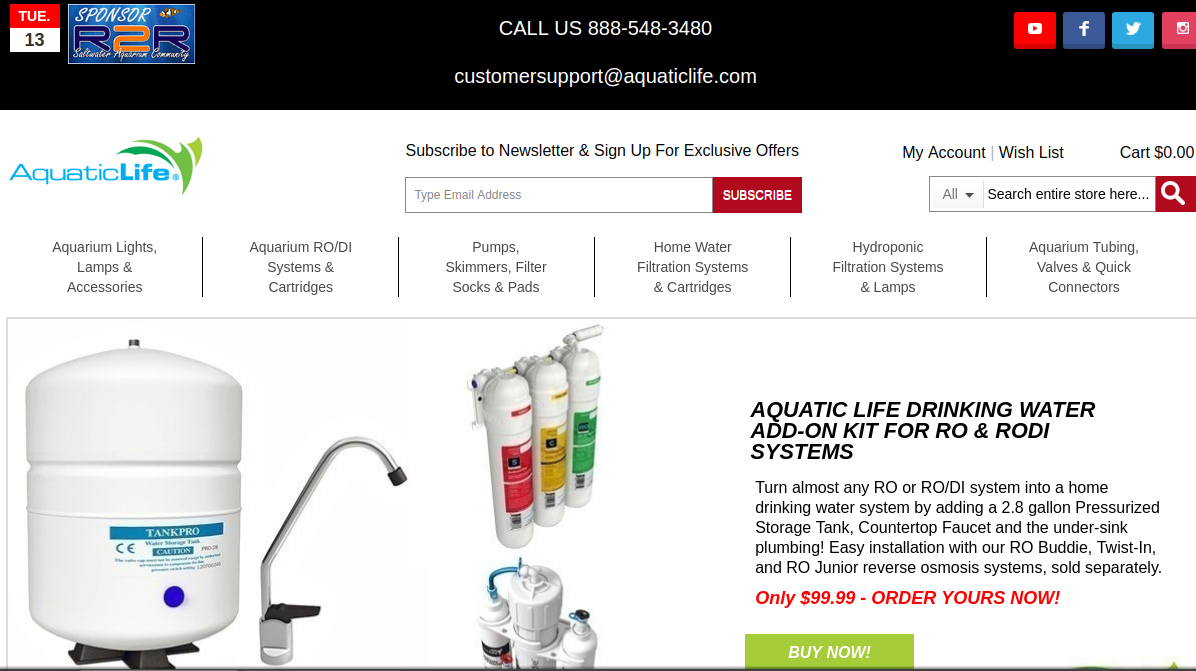 TUE.
13
SPONSOR
R2R
Saltwater Aquarium Community
CALL US 888-548-3480
customersupport@aquaticlife.com
AquaticLife®
Subscribe to Newsletter & Sign Up For Exclusive Offers
Type Email Address
SUBSCRIBE
My Account | Wish List
Cart $0.00
All
Search entire store here...
Aquarium Lights,
Lamps &
Accessories
Aquarium RO/DI
Systems &
Cartridges
Pumps,
Skimmers, Filter
Socks & Pads
Home Water
Filtration Systems
& Cartridges
Hydroponic
Filtration Systems
& Lamps
Aquarium Tubing,
Valves & Quick
Connectors
TANKPRO
Water Storage Tank
CE
CAUTION
S
C
AQUATIC LIFE DRINKING WATER
ADD-ON KIT FOR RO & RODI
SYSTEMS
Turn almost any RO or RO/DI system into a home
drinking water system by adding a 2.8 gallon Pressurized
Storage Tank, Countertop Faucet and the under-sink
plumbing! Easy installation with our RO Buddie, Twist-In,
and RO Junior reverse osmosis systems, sold separately.
Only $99.99 - ORDER YOURS NOW!
BUY NOW!